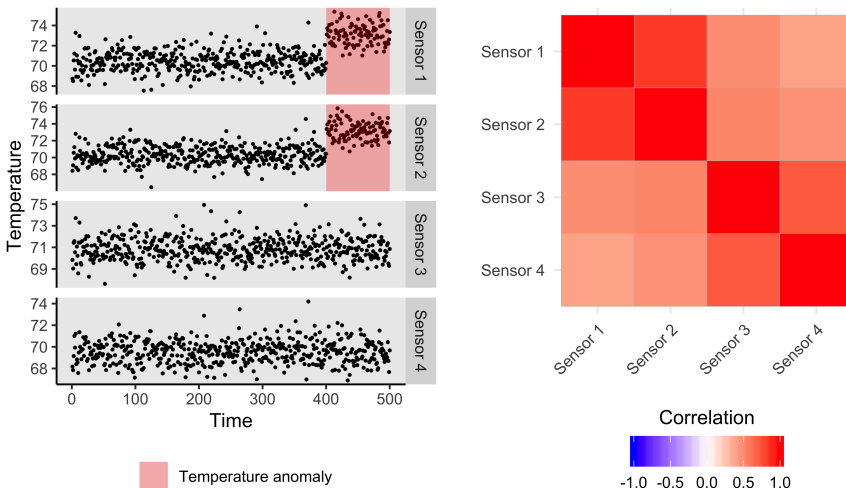 Temperature
74
72
70
68
Sensor 1
76
74
72
70
68
Sensor 2
75
73
71
69
Sensor 3
74
72
70
68
Sensor 4
0 100 200 300 400 500
Time
Temperature anomaly
Sensor 1
Sensor 2
Sensor 3
Sensor 4
Sensor 1 Sensor 2 Sensor 3 Sensor 4
Correlation
-1.0 -0.5 0.0 0.5 1.0